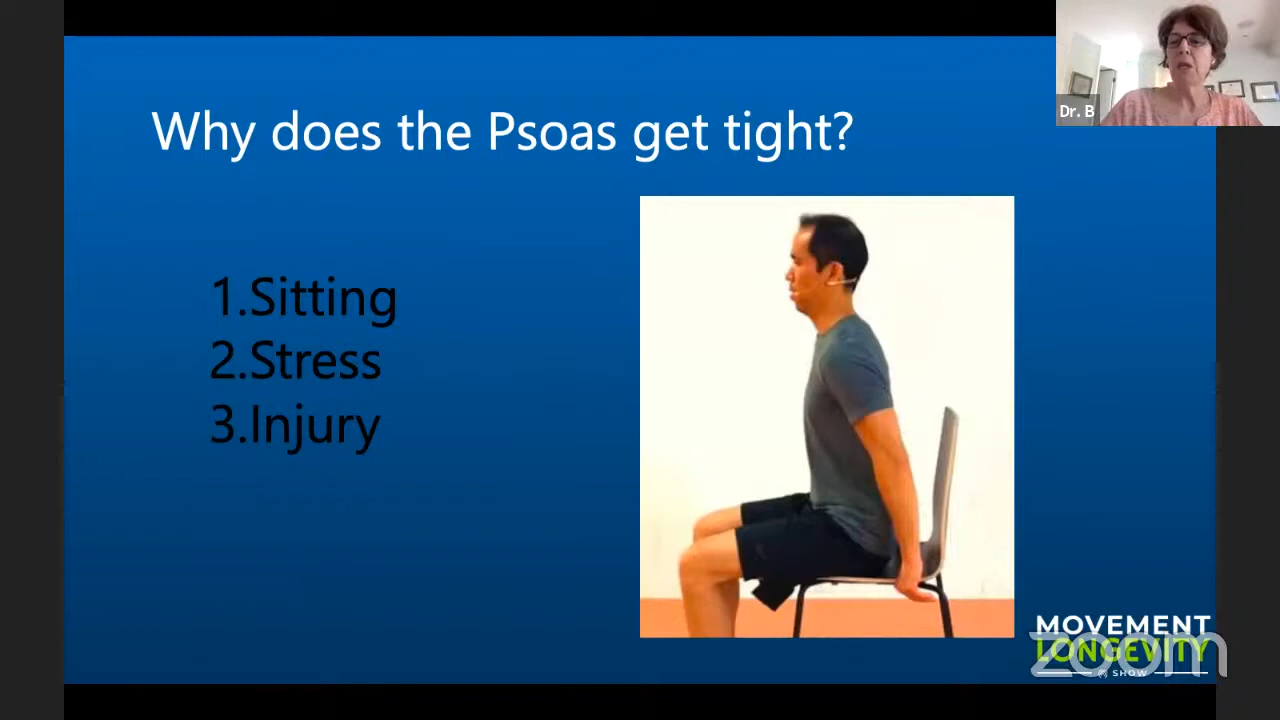 Why does the Psoas get tight?
Dr. B
1.Sitting
2.Stress
3.Injury
MOVEMENT
LONGEVITY
SHOW
zoom